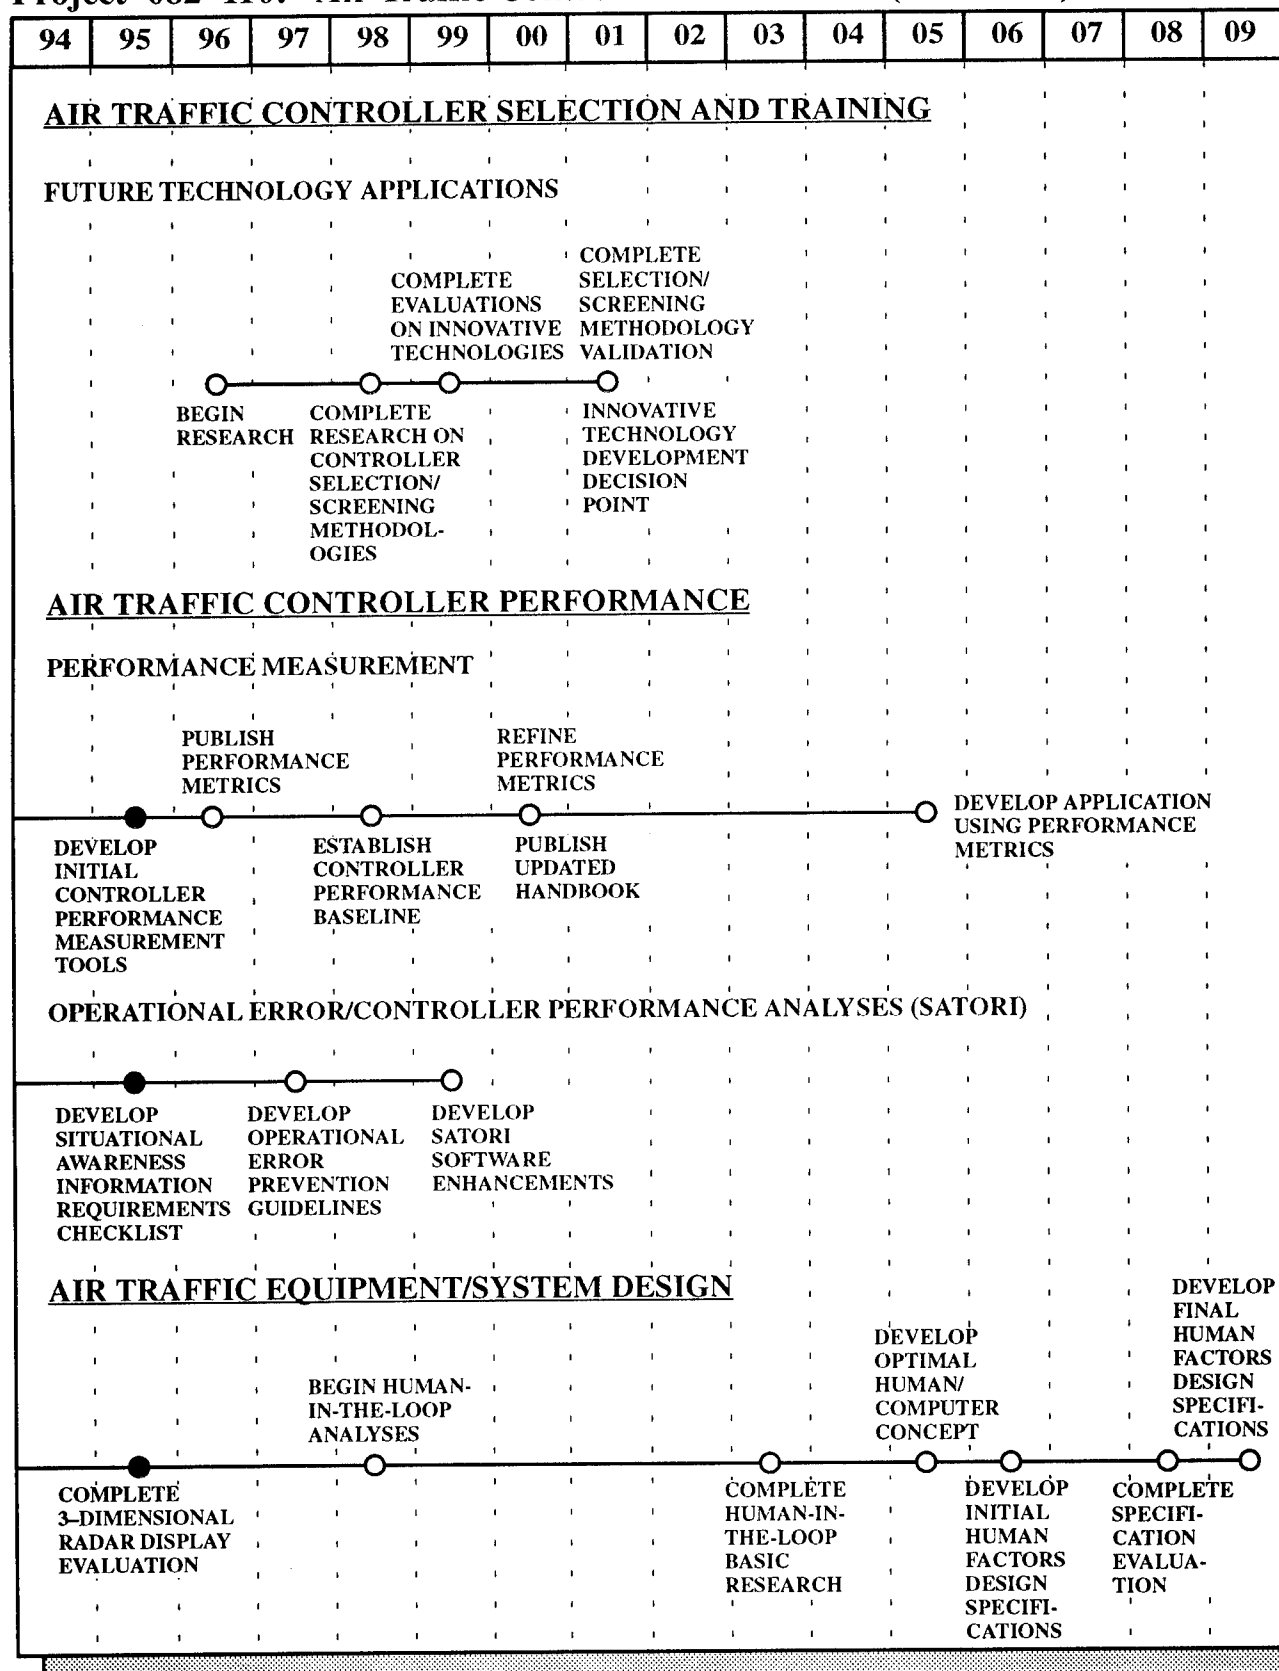 94 95 96 97 98 99 00 01 02 03 04 05 06 07 08 09
AIR TRAFFIC CONTROLLER SELECTION AND TRAINING
FUTURE TECHNOLOGY APPLICATIONS
COMPLETE
EVALUATIONS
ON INNOVATIVE
TECHNOLOGIES
COMPLETE
SELECTION/
SCREENING
METHODOLOGY
VALIDATION
BEGIN
RESEARCH
COMPLETE
RESEARCH ON
CONTROLLER
SELECTION/
SCREENING
METHODOL-
OGIES
INNOVATIVE
TECHNOLOGY
DEVELOPMENT
DECISION
POINT
AIR TRAFFIC CONTROLLER PERFORMANCE
PERFORMANCE MEASUREMENT
PUBLISH
PERFORMANCE
METRICS
REFINE
PERFORMANCE
METRICS
DEVELOP APPLICATION
USING PERFORMANCE
METRICS
DEVELOP
INITIAL
CONTROLLER
PERFORMANCE
MEASUREMENT
TOOLS
ESTABLISH
CONTROLLER
PERFORMANCE
BASELINE
PUBLISH
UPDATED
HANDBOOK
OPERATIONAL ERROR/CONTROLLER PERFORMANCE ANALYSES (SATORI)
DEVELOP
SITUATIONAL
AWARENESS
INFORMATION
REQUIREMENTS
CHECKLIST
DEVELOP
OPERATIONAL
ERROR
PREVENTION
GUIDELINES
DEVELOP
SATORI
SOFTWARE
ENHANCEMENTS
AIR TRAFFIC EQUIPMENT/SYSTEM DESIGN
BEGIN HUMAN-
IN-THE-LOOP
ANALYSES
DEVELOP
OPTIMAL
HUMAN/
COMPUTER
CONCEPT
DEVELOP
FINAL
HUMAN
FACTORS
DESIGN
SPECIFI-
CATIONS
COMPLETE
3-DIMENSIONAL
RADAR DISPLAY
EVALUATION
COMPLETE
HUMAN-IN-
THE-LOOP
BASIC
RESEARCH
DEVELOP
INITIAL
HUMAN
FACTORS
DESIGN
SPECIFI-
CATIONS
COMPLETE
SPECIFI-
CATION
EVALUA-
TION